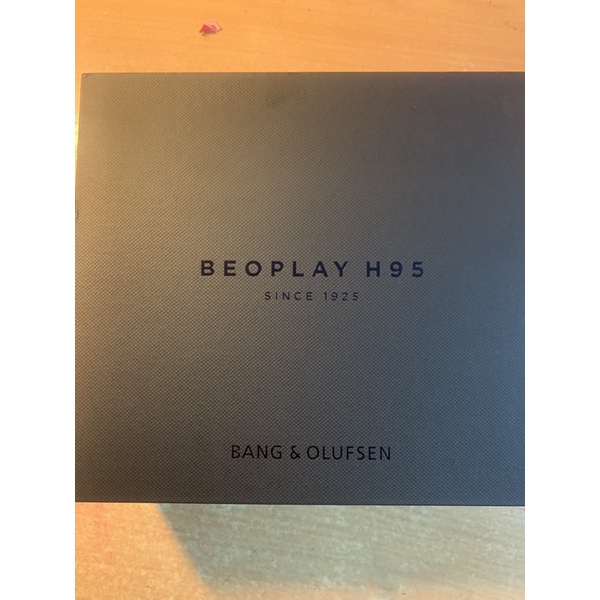 BEOPLAY H95
SINCE 1925
BANG & OLUFSEN